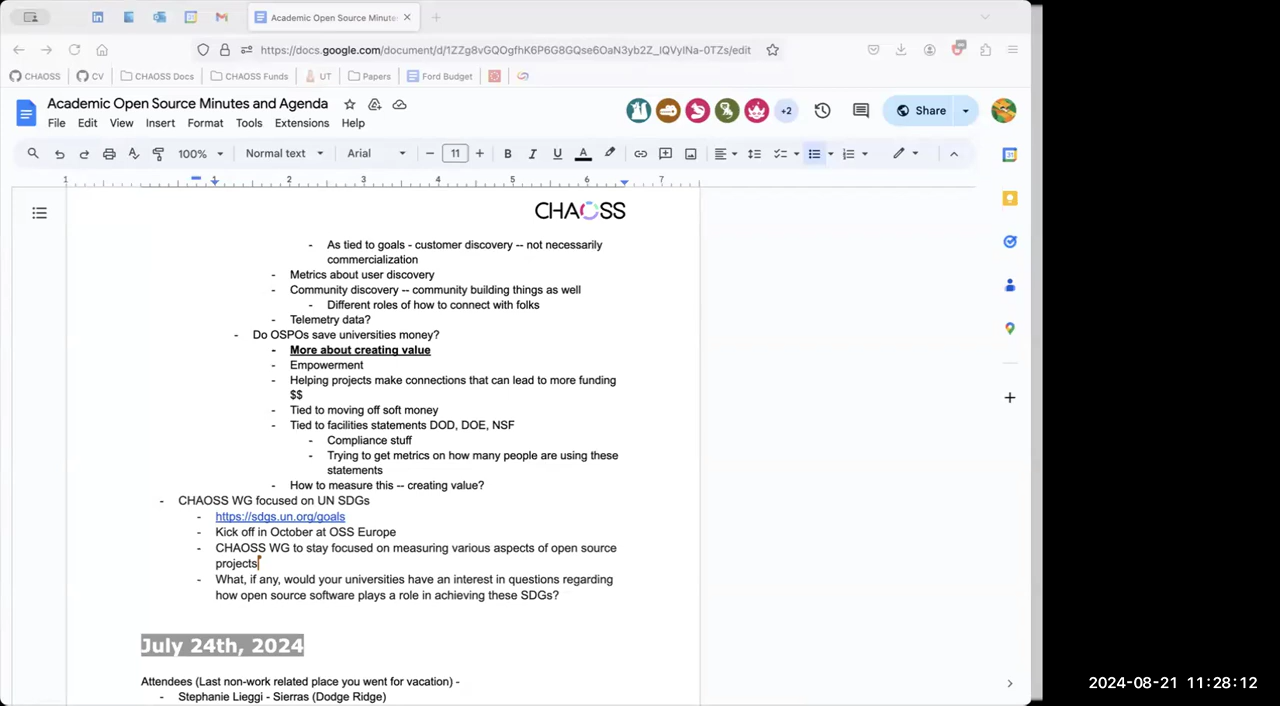 Academic Open Source Minute
https://docs.google.com/document/d/1ZZg8vGQOgfhK6P6G8GQse6OaN3yb2Z_IQVyINa-0TZs/edit
CHAOSS CV CHAOSS Docs CHAOSS Funds UT Papers Ford Budget
Academic Open Source Minutes and Agenda
+2
Share
File Edit View Insert Format Tools Extensions Help
100% Normal text Arial 11 B I U A
1 1 2 3 4 5 6 7
CHAOSS
- As tied to goals - customer discovery -- not necessarily
commercialization
- Metrics about user discovery
- Community discovery -- community building things as well
- Different roles of how to connect with folks
- Telemetry data?
- Do OSPOs save universities money?
- More about creating value
- Empowerment
- Helping projects make connections that can lead to more funding
$$
- Tied to moving off soft money
- Tied to facilities statements DOD, DOE, NSF
- Compliance stuff
- Trying to get metrics on how many people are using these
statements
- How to measure this -- creating value?
- CHAOSS WG focused on UN SDGs
- https://sdgs.un.org/goals
- Kick off in October at OSS Europe
- CHAOSS WG to stay focused on measuring various aspects of open source
projects
- What, if any, would your universities have an interest in questions regarding
how open source software plays a role in achieving these SDGs?
July 24th, 2024
Attendees (Last non-work related place you went for vacation) -
- Stephanie Lieggi - Sierras (Dodge Ridge)
2024-08-21 11:28:12